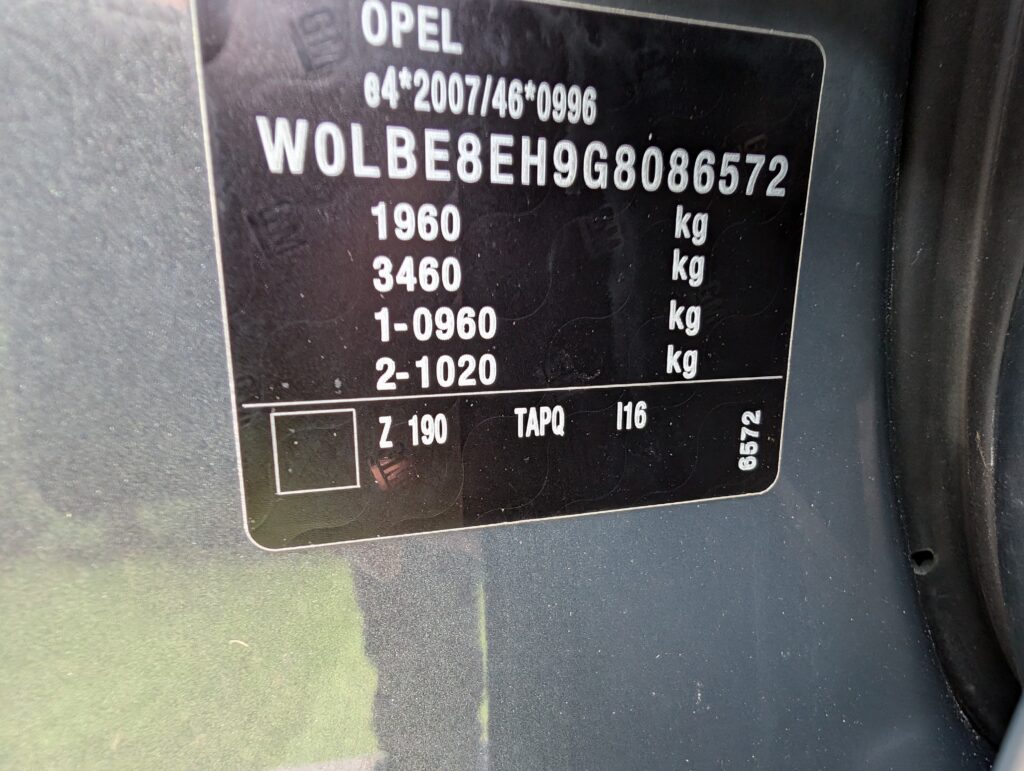 OPEL
e4*2007/46*0996
W0LBE8EH9G8086572
1960 kg
3460 kg
1-0960 kg
2-1020 kg
Z 190 TAPQ I16
6572